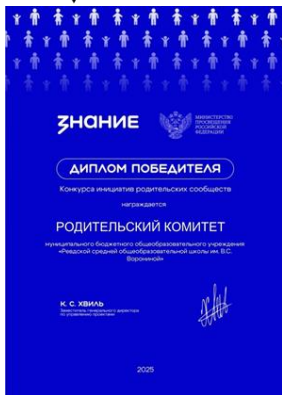 знание
МИНИСТЕРСТВО
ПРОСВЕЩЕНИЯ
РОССИЙСКОЙ
ФЕДЕРАЦИИ
ДИПЛОМ ПОБЕДИТЕЛЯ
Конкурса инициатив родительских сообществ
награждается
РОДИТЕЛЬСКИЙ КОМИТЕТ
муниципального бюджетного общеобразовательного учреждения
«Ревдской средней общеобразовательной школы им. В.С.
Воронина»
К. С. ХВИЛЬ
Заместитель генерального директора
по управлению проектами
2025